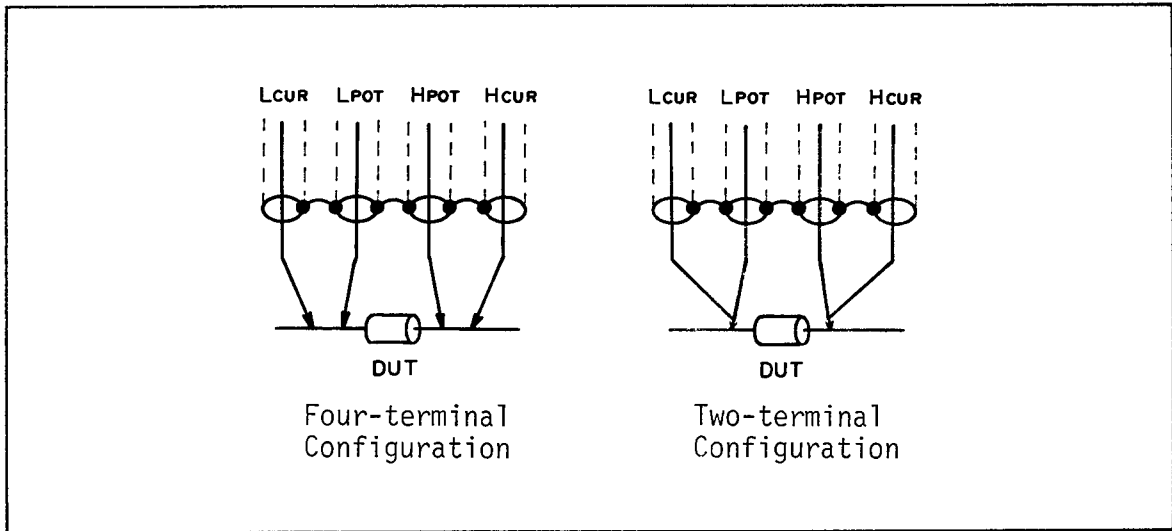 LCUR LPOT HPOT HCUR LCUR LPOT HPOT HCUR
DUT DUT
Four-terminal Two-terminal
Configuration Configuration